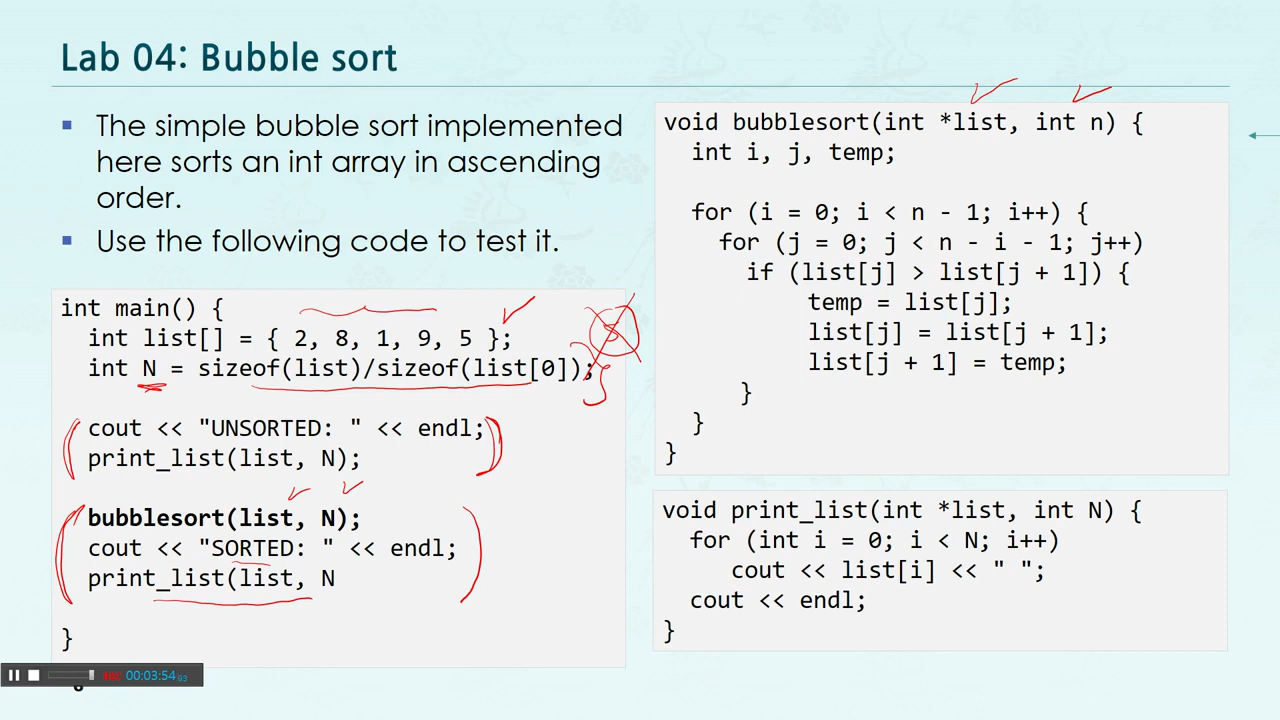 Lab 04: Bubble sort
▪ The simple bubble sort implemented
here sorts an int array in ascending
order.
▪ Use the following code to test it.
int main() {
int list[] = { 2, 8, 1, 9, 5 };
int N = sizeof(list)/sizeof(list[0]);
5
cout << "UNSORTED: " << endl;
print_list(list, N);
bubblesort(list, N);
cout << "SORTED: " << endl;
print_list(list, N
}
void bubblesort(int *list, int n) {
int i, j, temp;
for (i = 0; i < n - 1; i++) {
for (j = 0; j < n - i - 1; j++)
if (list[j] > list[j + 1]) {
temp = list[j];
list[j] = list[j + 1];
list[j + 1] = temp;
}
}
}
void print_list(int *list, int N) {
for (int i = 0; i < N; i++)
cout << list[i] << " ";
cout << endl;
}
REC 00:03:54.93